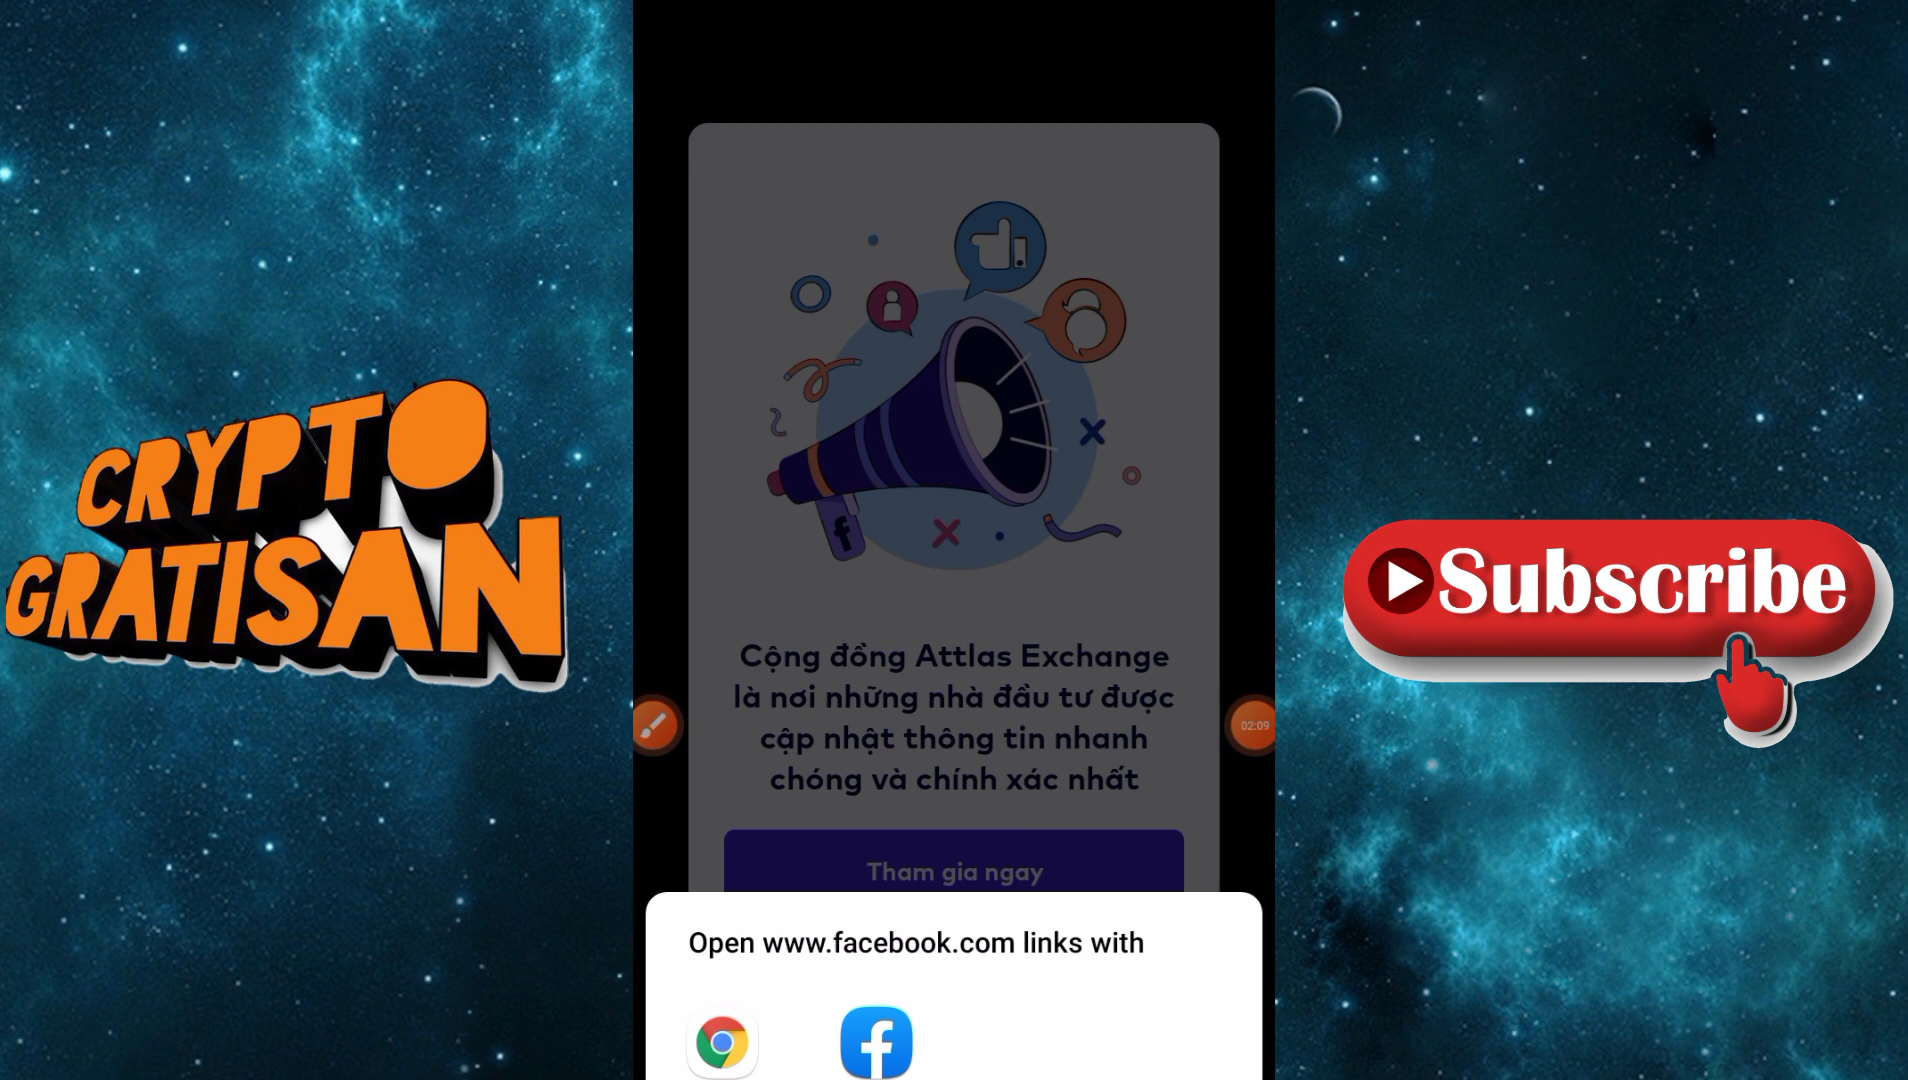 CRYPTO
GRATISAN
Cộng đồng Attlas Exchange
là nơi những nhà đầu tư được
cập nhật thông tin nhanh
chóng và chính xác nhất
Tham gia ngay
02:09
Open www.facebook.com links with
Subscribe